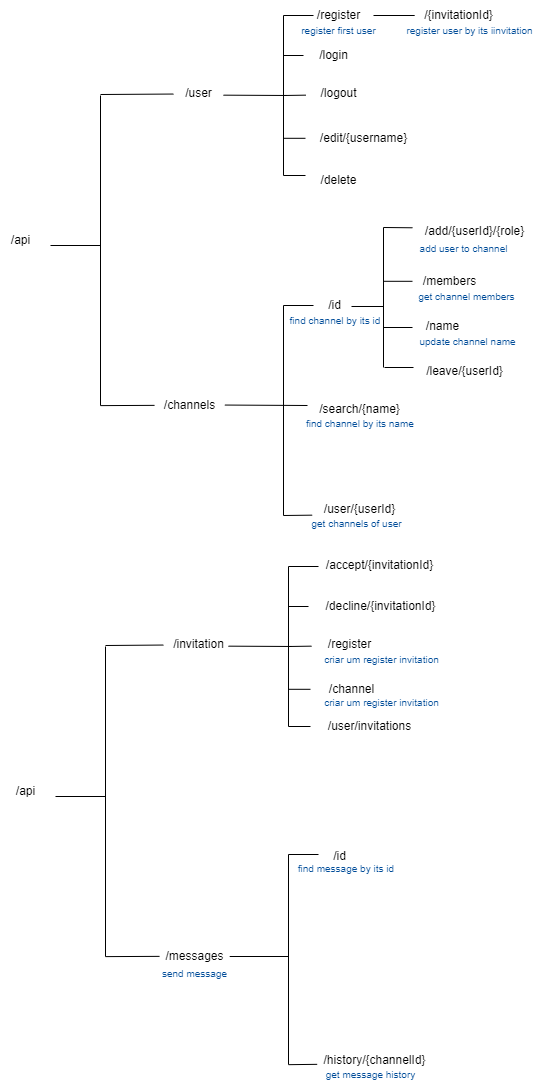 /register
/{invitationId}
register first user
register user by its iinvitation
/login
/user
/logout
/edit/{username}
/delete
/api
/add/{userId}/{role}
add user to channel
/members
get channel members
/id
find channel by its id
/name
update channel name
/leave/{userId}
/channels
/search/{name}
find channel by its name
/user/{userId}
get channels of user
/accept/{invitationId}
/decline/{invitationId}
/invitation
/register
criar um register invitation
/channel
criar um register invitation
/user/invitations
/api
/id
find message by its id
/messages
send message
/history/{channelId}
get message history